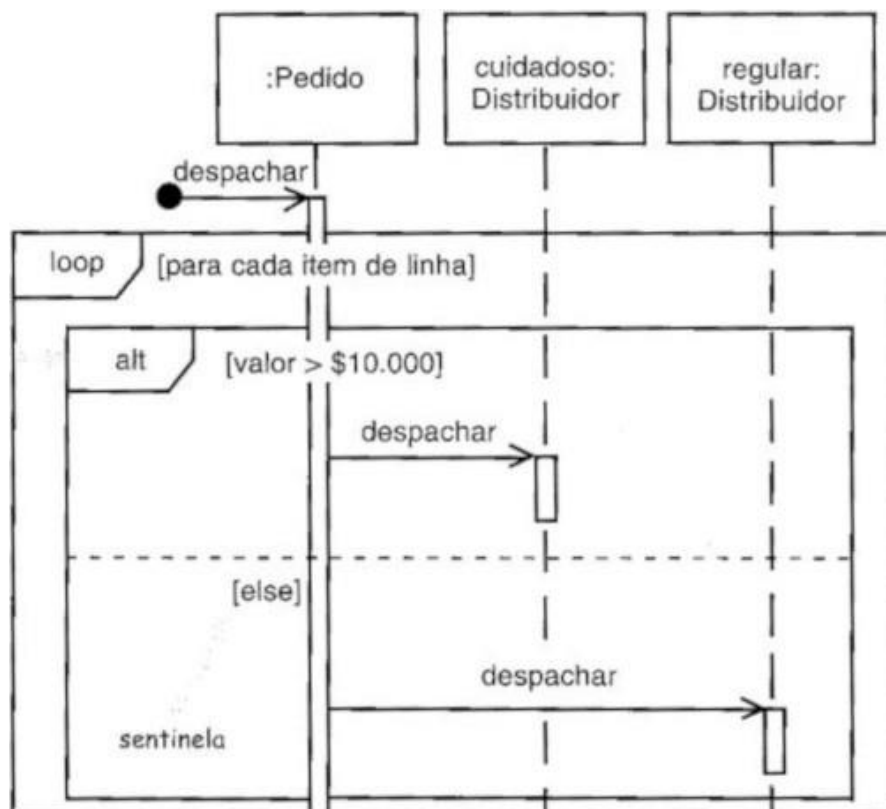 :Pedido
cuidadoso:
Distribuidor
regular:
Distribuidor
despachar
loop
[para cada item de linha]
alt
[valor > $10.000]
despachar
[else]
despachar
sentinela